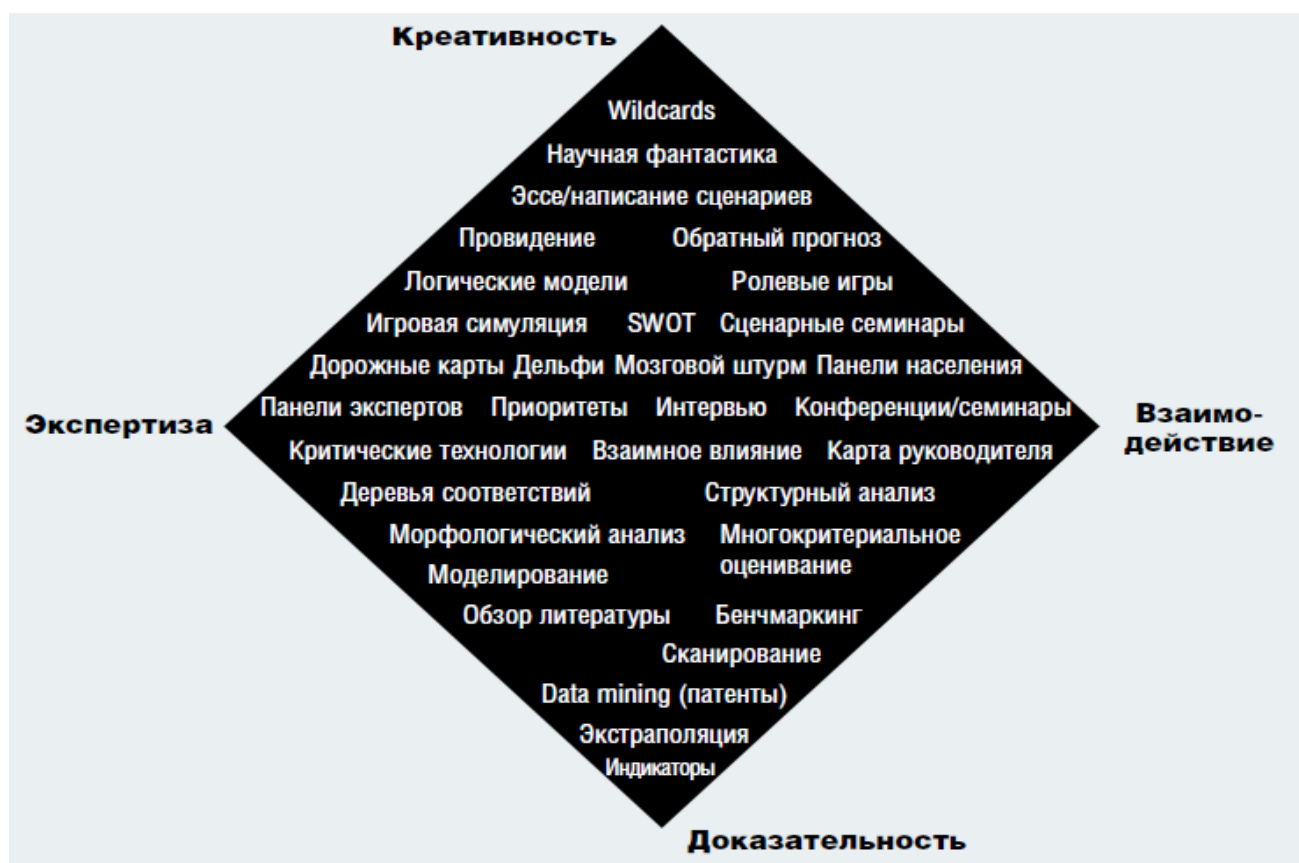 Креативность
Wildcards
Научная фантастика
Эссе/написание сценариев
Провидение Обратный прогноз
Логические модели Ролевые игры
Игровая симуляция SWOT Сценарные семинары
Дорожные карты Дельфи Мозговой штурм Панели населения
Панели экспертов Приоритеты Интервью Конференции/семинары
Экспертиза
Взаимо-
действие
Критические технологии Взаимное влияние Карта руководителя
Деревья соответствий Структурный анализ
Морфологический анализ Многокритериальное
оценивание
Моделирование
Обзор литературы Бенчмаркинг
Сканирование
Data mining (патенты)
Экстраполяция
Индикаторы
Доказательность